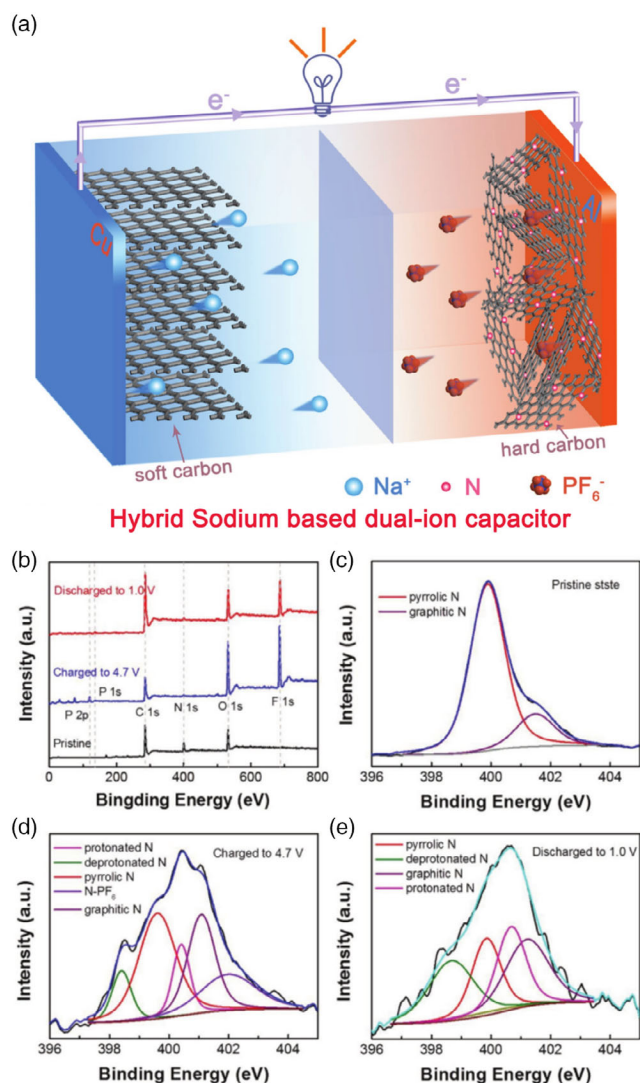 (a)
e⁻
e⁻
Cu
Al
soft carbon
hard carbon
Na⁺
N
PF₆⁻
Hybrid Sodium based dual-ion capacitor
(b)
Discharged to 1.0 V
Charged to 4.7 V
P 1s
P 2p
C 1s
N 1s
O 1s
F 1s
Pristine
0
200
400
600
800
Bingding Energy (eV)
Intensity (a.u.)
(c)
Pristine stste
pyrrolic N
graphitic N
396
398
400
402
404
Binding Energy (eV)
Intensity (a.u.)
(d)
Charged to 4.7 V
protonated N
deprotonated N
pyrrolic N
N-PF₆
graphitic N
396
398
400
402
404
Binding Energy (eV)
Intensity (a.u.)
(e)
Discharged to 1.0 V
pyrrolic N
deprotonated N
graphitic N
protonated N
396
398
400
402
404
Binding Energy (eV)
Intensity (a.u.)